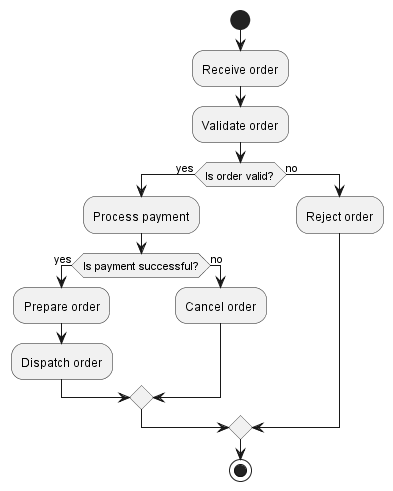 Receive order
Validate order
yes
Is order valid?
no
Process payment
Reject order
yes
Is payment successful?
no
Prepare order
Cancel order
Dispatch order